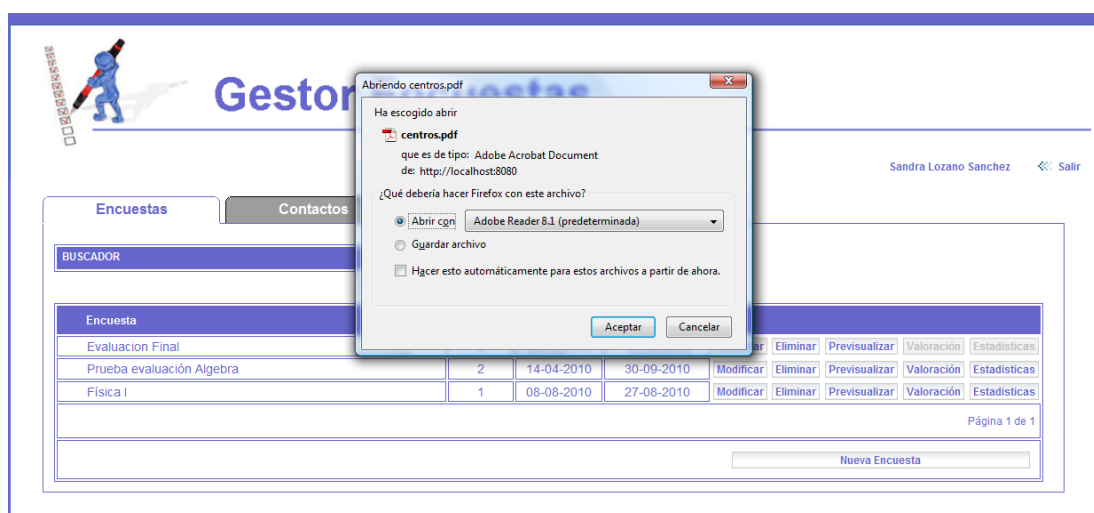 Gestor
Abriendo centros.pdf
Ha escogido abrir
centros.pdf
que es de tipo: Adobe Acrobat Document
de: http://localhost:8080
¿Qué debería hacer Firefox con este archivo?
Abrir con Adobe Reader 8.1 (predeterminada)
Guardar archivo
Hacer esto automáticamente para estos archivos a partir de ahora.
Aceptar Cancelar
Sandra Lozano Sanchez Salir
Encuestas Contactos
BUSCADOR
Encuesta
Evaluacion Final Eliminar Previsualizar Valoración Estadisticas
Prueba evaluación Algebra 2 14-04-2010 30-09-2010 Modificar Eliminar Previsualizar Valoración Estadisticas
Física I 1 08-08-2010 27-08-2010 Modificar Eliminar Previsualizar Valoración Estadisticas
Página 1 de 1
Nueva Encuesta